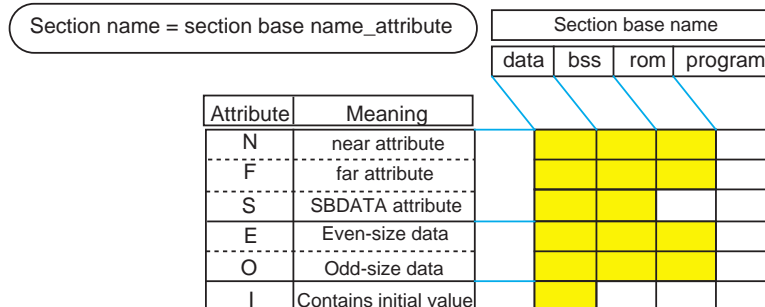 Section name = section base name_attribute
Section base name
data bss rom program
Attribute Meaning
N near attribute
F far attribute
S SBDATA attribute
E Even-size data
O Odd-size data
I Contains initial value